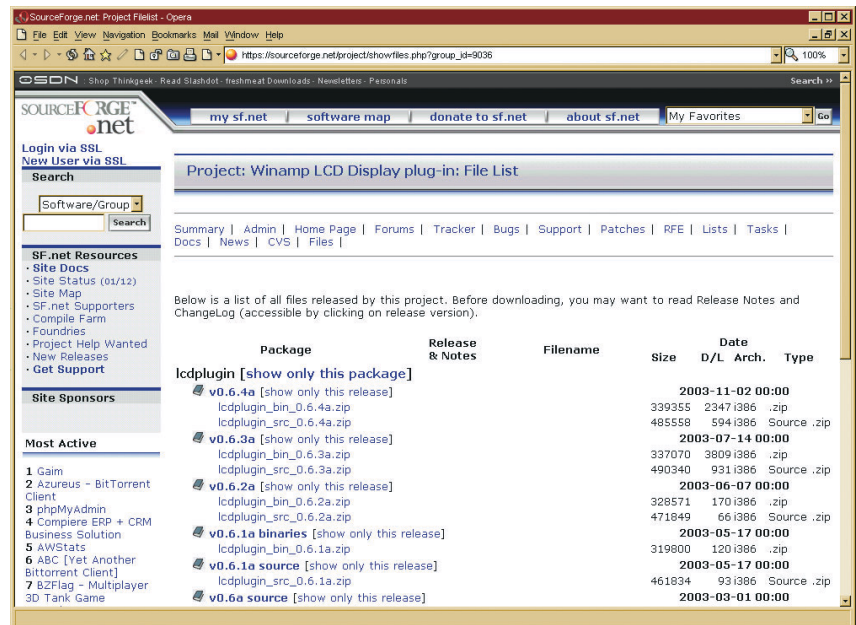 SourceForge.net: Project Filelist - Opera
File Edit View Navigation Bookmarks Mail Window Help
https://sourceforge.net/project/showfiles.php?group_id=9036
100%
OSDN : Shop Thinkgeek - Read Slashdot - freshmeat Downloads - Newsletters - Personals
Search »
SOURCEFORGE™
.net
my sf.net
software map
donate to sf.net
about sf.net
My Favorites
Go
Login via SSL
New User via SSL
Search
Software/Group
Search
SF.net Resources
· Site Docs
· Site Status (01/12)
· Site Map
· SF.net Supporters
· Compile Farm
· Foundries
· Project Help Wanted
· New Releases
· Get Support
Site Sponsors
Most Active
1 Gaim
2 Azureus - BitTorrent
Client
3 phpMyAdmin
4 Compiere ERP + CRM
Business Solution
5 AWStats
6 ABC [Yet Another
Bittorrent Client]
7 BZFlag - Multiplayer
3D Tank Game
Project: Winamp LCD Display plug-in: File List
Summary | Admin | Home Page | Forums | Tracker | Bugs | Support | Patches | RFE | Lists | Tasks |
Docs | News | CVS | Files |
Below is a list of all files released by this project. Before downloading, you may want to read Release Notes and
ChangeLog (accessible by clicking on release version).
Package Release & Notes Filename Date
Size D/L Arch. Type
lcdplugin [show only this package]
v0.6.4a [show only this release] 2003-11-02 00:00
lcdplugin_bin_0.6.4a.zip 339355 2347 i386 .zip
lcdplugin_src_0.6.4a.zip 485558 594 i386 Source .zip
v0.6.3a [show only this release] 2003-07-14 00:00
lcdplugin_bin_0.6.3a.zip 337070 3809 i386 .zip
lcdplugin_src_0.6.3a.zip 490340 931 i386 Source .zip
v0.6.2a [show only this release] 2003-06-07 00:00
lcdplugin_bin_0.6.2a.zip 328571 170 i386 .zip
lcdplugin_src_0.6.2a.zip 471849 66 i386 Source .zip
v0.6.1a binaries [show only this release] 2003-05-17 00:00
lcdplugin_bin_0.6.1a.zip 319800 120 i386 .zip
v0.6.1a source [show only this release] 2003-05-17 00:00
lcdplugin_src_0.6.1a.zip 461834 93 i386 Source .zip
v0.6a source [show only this release] 2003-03-01 00:00